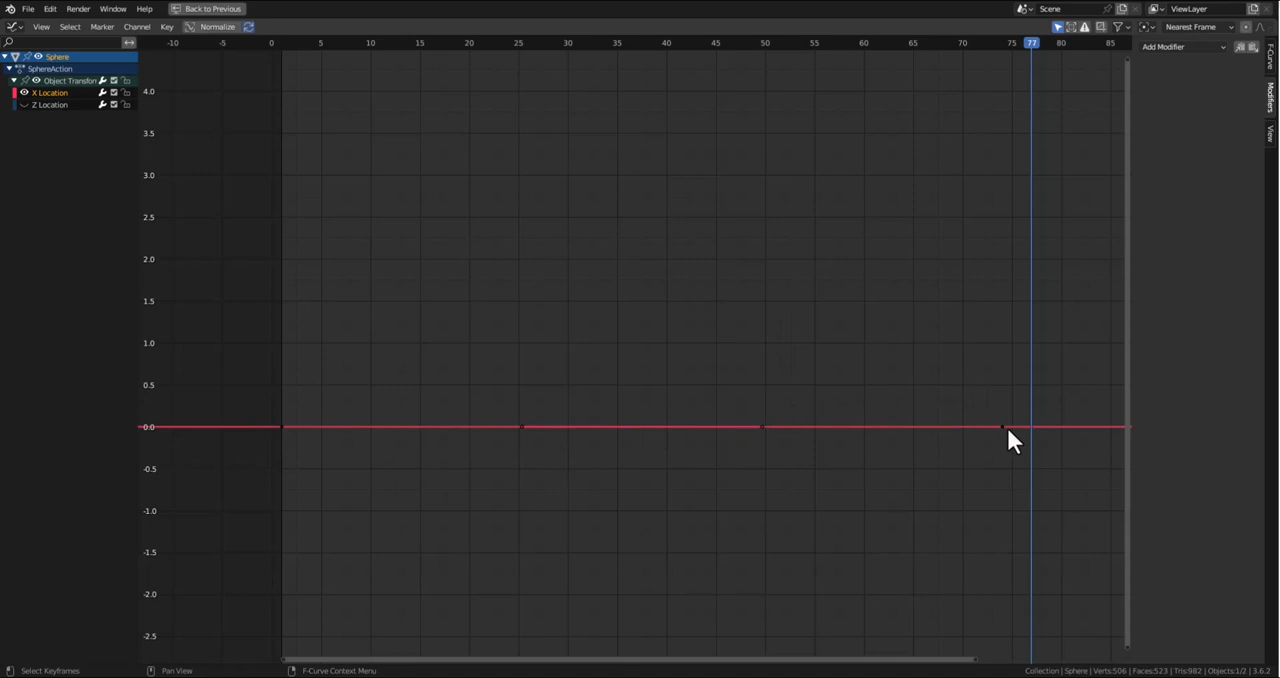 File Edit Render Window Help Back to Previous Scene ViewLayer
View Select Marker Channel Key Normalize Nearest Frame
-10 -5 0 5 10 15 20 25 30 35 40 45 50 55 60 65 70 75 77 80 85
Add Modifier
Sphere
SphereAction
Object Transform
X Location
Z Location
4.0
3.5
3.0
2.5
2.0
1.5
1.0
0.5
0.0
-0.5
-1.0
-1.5
-2.0
-2.5
F-Curve
Modifiers
View
Select Keyframes Pan View F-Curve Context Menu Collection | Sphere | Verts:506 | Faces:523 | Tris:982 | Objects:1/2 | 3.6.2